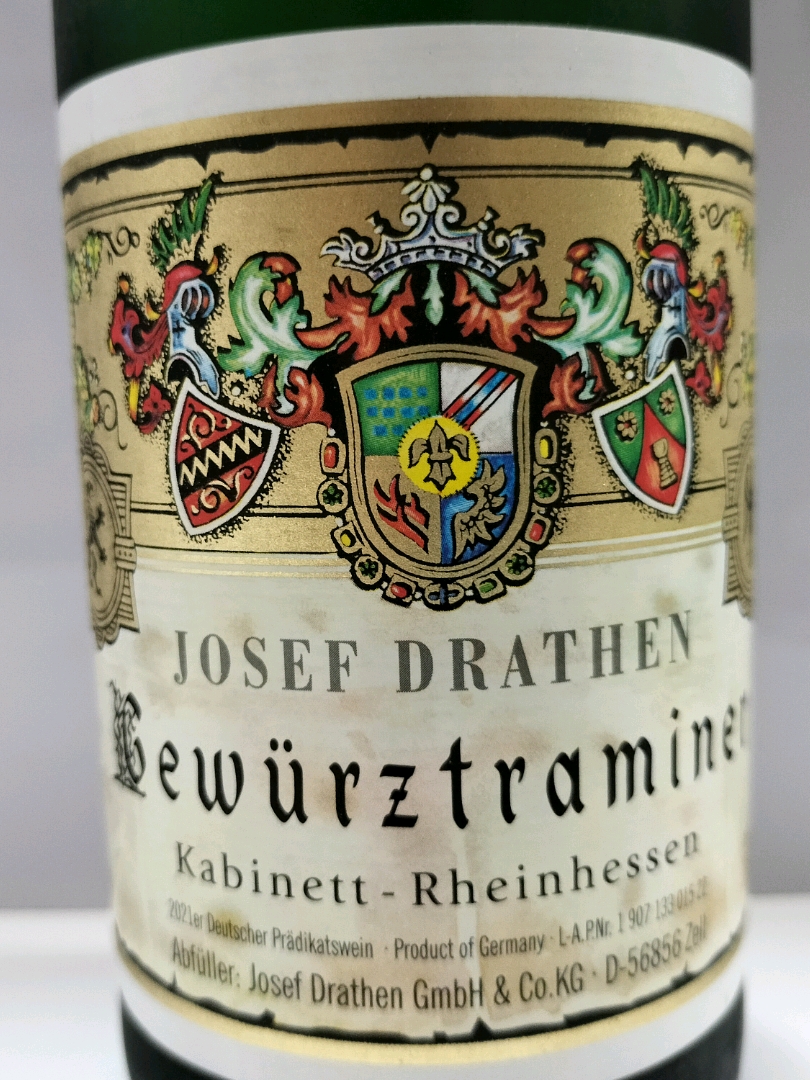 JOSEF DRATHEN
Gewürztraminer
Kabinett - Rheinhessen
2021er Deutscher Prädikatswein · Product of Germany · L-A.P.Nr. 1 907 133 015 22
Abfüller: Josef Drathen GmbH & Co.KG · D-56856 Zell